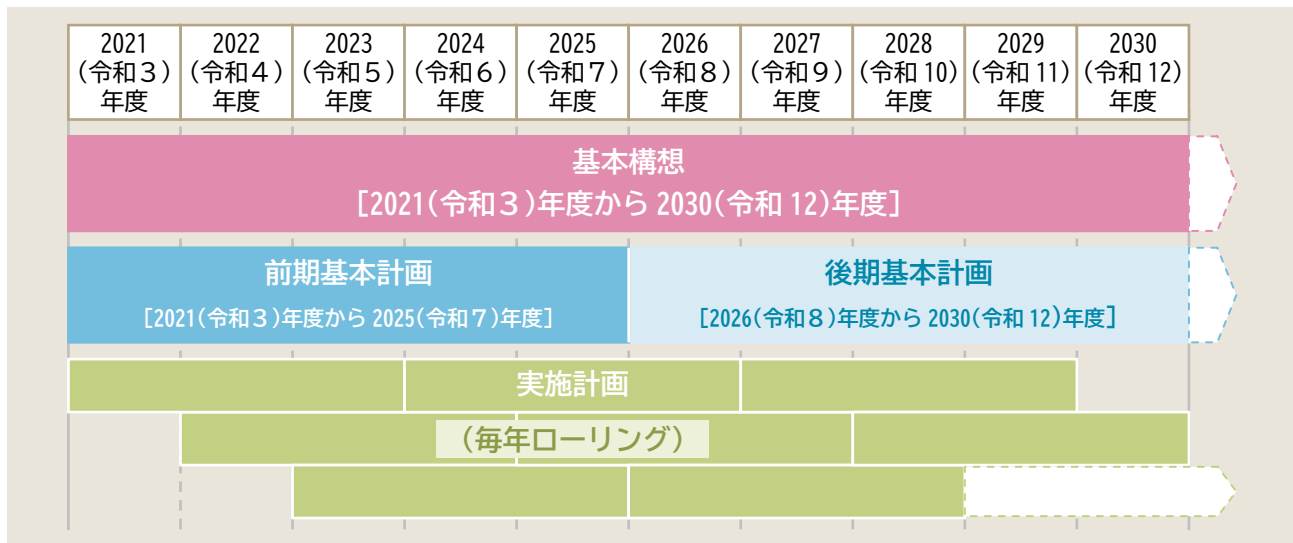 2021
(令和３)
年度
2022
(令和４)
年度
2023
(令和５)
年度
2024
(令和６)
年度
2025
(令和７)
年度
2026
(令和８)
年度
2027
(令和９)
年度
2028
(令和 10)
年度
2029
(令和 11)
年度
2030
(令和 12)
年度
基本構想
［2021(令和３)年度から 2030(令和 12)年度］
前期基本計画
［2021(令和３)年度から 2025(令和７)年度］
後期基本計画
［2026(令和８)年度から 2030(令和 12)年度］
実施計画
（毎年ローリング）